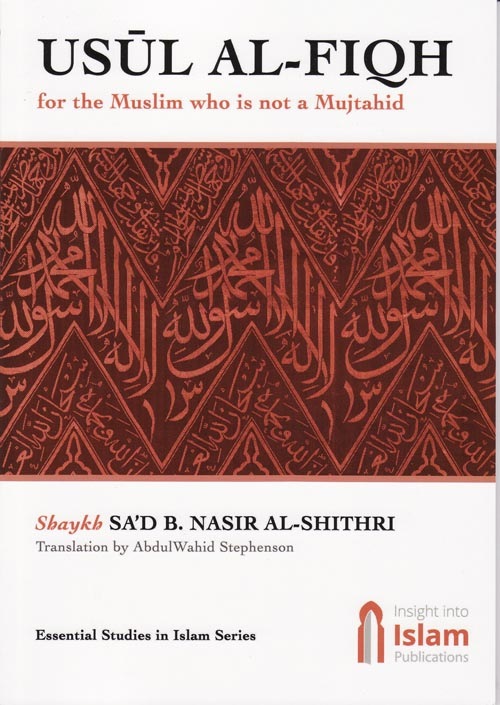 USŪL AL-FIQH
for the Muslim who is not a Mujtahid
لا إله إلا الله محمد رسول الله
Shaykh SA'D B. NASIR AL-SHITHRI
Translation by AbdulWahid Stephenson
Essential Studies in Islam Series
Insight into
Islam
Publications